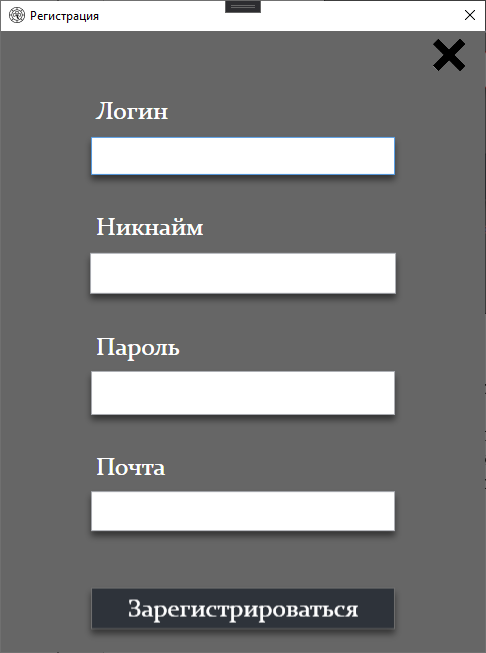 Регистрация
Логин
Никнайм
Пароль
Почта
Зарегистрироваться